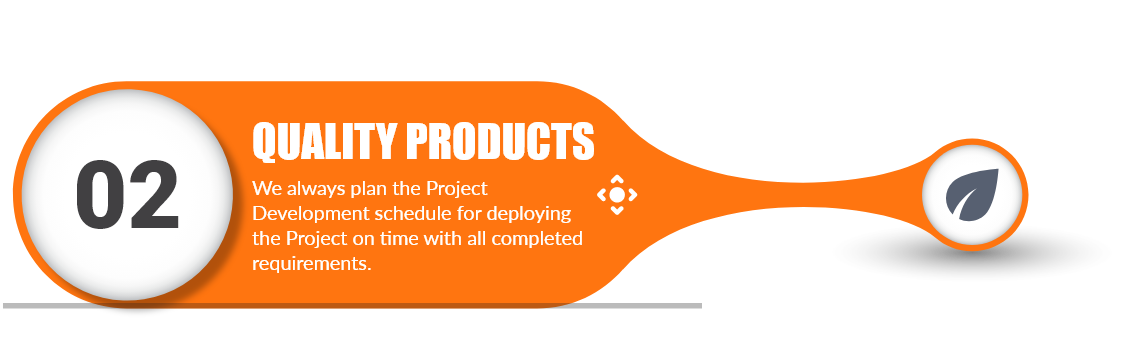 02
QUALITY PRODUCTS
We always plan the Project
Development schedule for deploying
the Project on time with all completed
requirements.